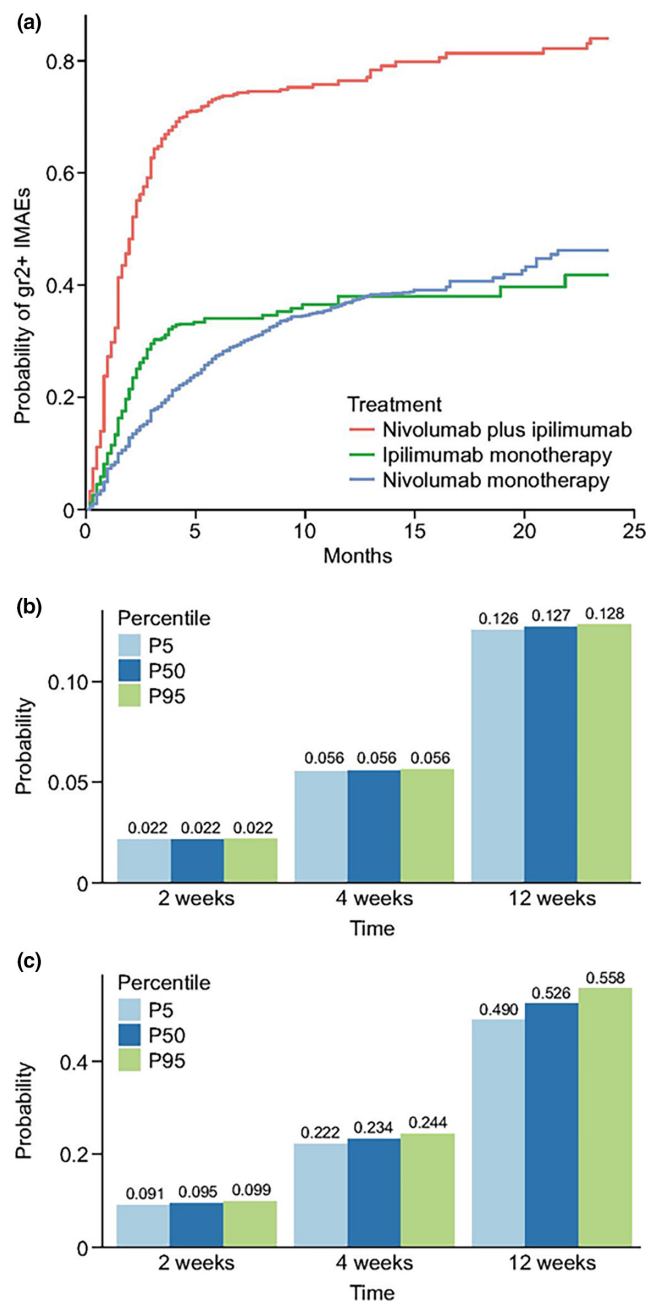 (a)
Probability of gr2+ IMAEs
0.8
0.6
0.4
0.2
0
Treatment
Nivolumab plus ipilimumab
Ipilimumab monotherapy
Nivolumab monotherapy
0 5 10 15 20 25
Months
(b)
Probability
Percentile
P5
P50
P95
0.10
0.05
0
0.022 0.022 0.022
0.056 0.056 0.056
0.126 0.127 0.128
2 weeks 4 weeks 12 weeks
Time
(c)
Probability
Percentile
P5
P50
P95
0.4
0.2
0
0.091 0.095 0.099
0.222 0.234 0.244
0.490 0.526 0.558
2 weeks 4 weeks 12 weeks
Time